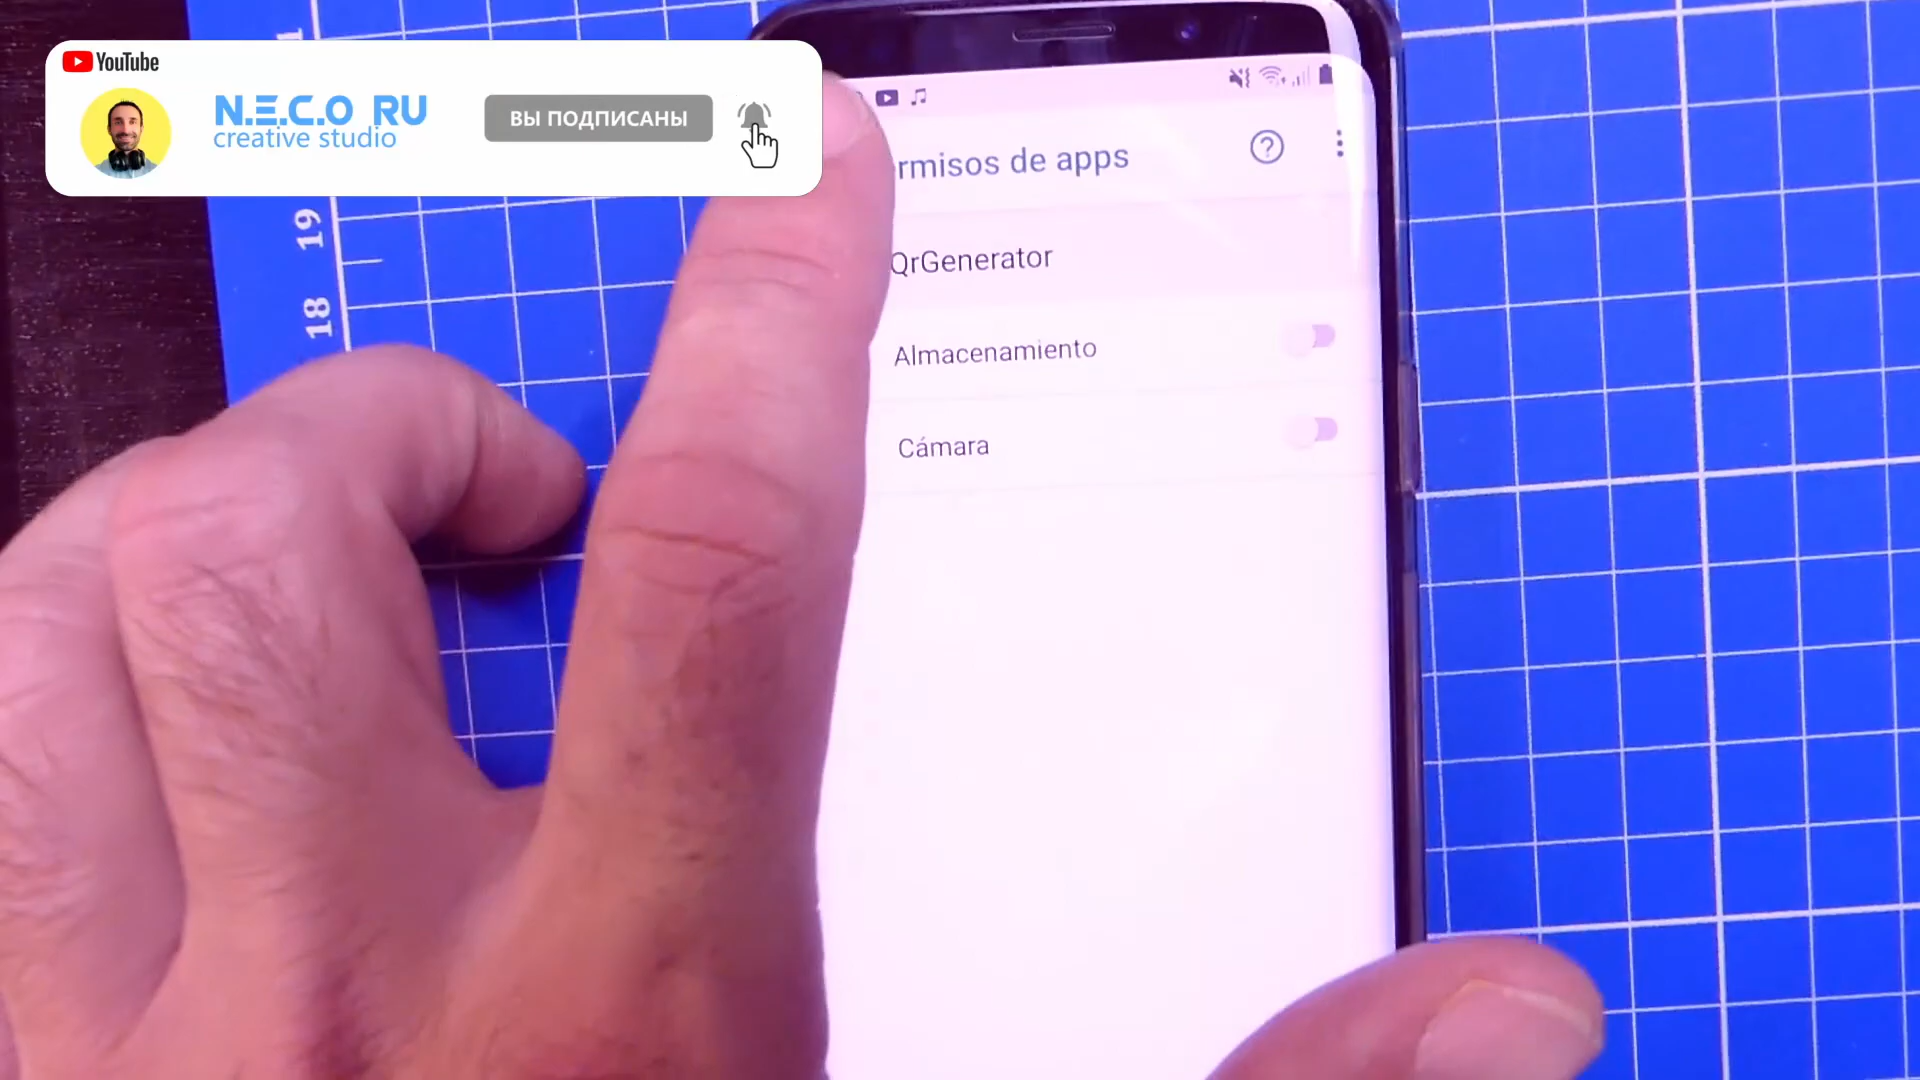 YouTube
N.E.C.O RU
creative studio
ВЫ ПОДПИСАНЫ
rmisos de apps
QrGenerator
Almacenamiento
Cámara
19
18